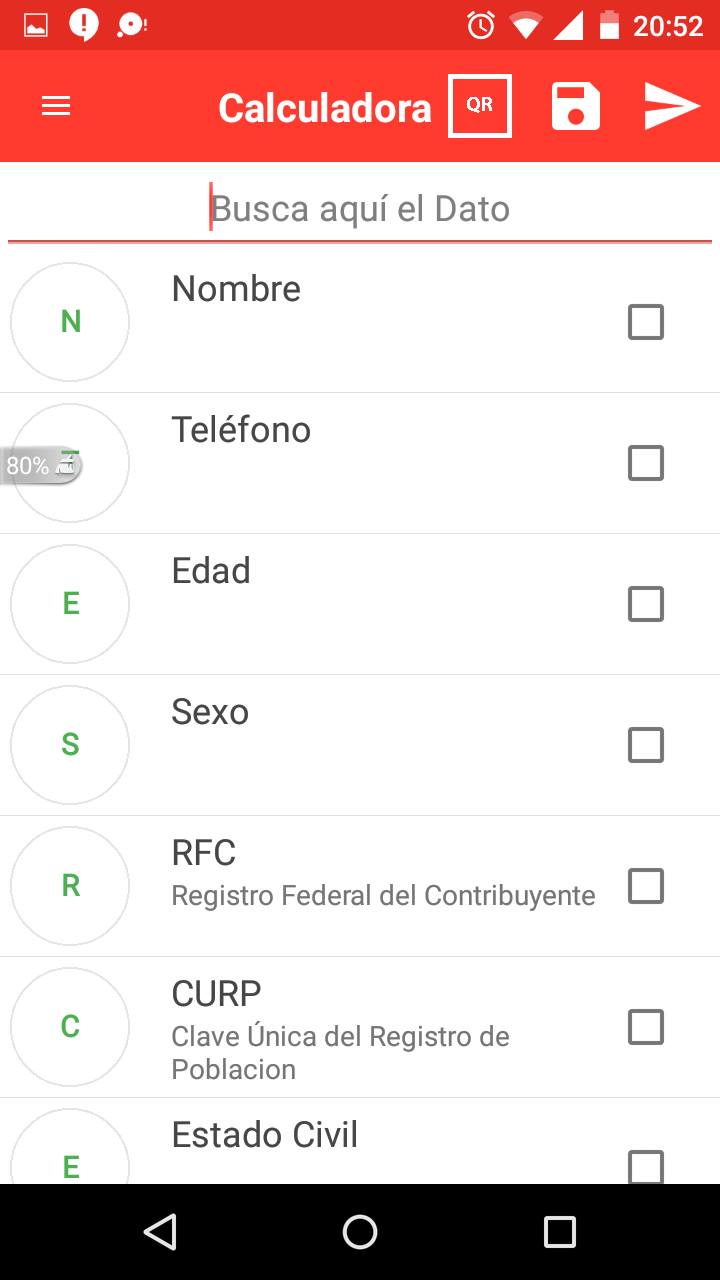 20:52
Calculadora
QR
Busca aquí el Dato
N
Nombre
Teléfono
80%
E
Edad
S
Sexo
R
RFC
Registro Federal del Contribuyente
C
CURP
Clave Única del Registro de
Poblacion
E
Estado Civil